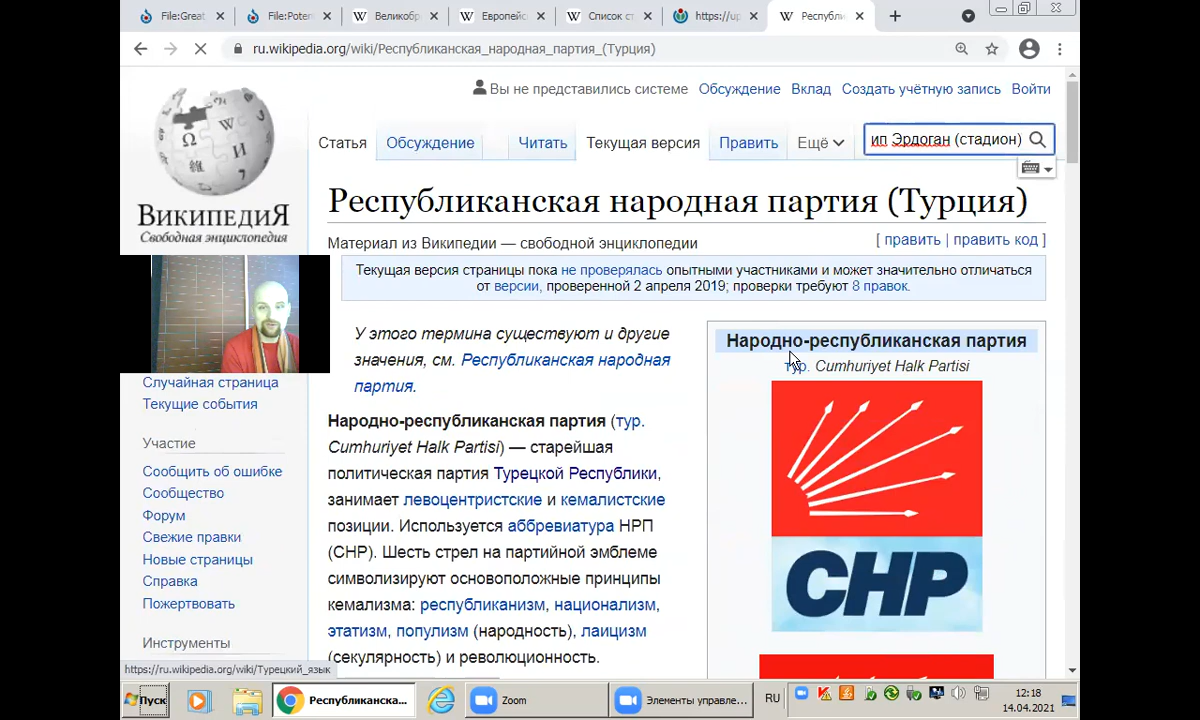 File:Great
File:Poten
Великобр
Европейс
Список ст
https://up
Республи
ru.wikipedia.org/wiki/Республиканская_народная_партия_(Турция)
Вы не представились системе Обсуждение Вклад Создать учётную запись Войти
Статья Обсуждение Читать Текущая версия Править Ещё ип Эрдоган (стадион)
ВИКИПЕДИЯ
Свободная энциклопедия
Республиканская народная партия (Турция)
Материал из Википедии — свободной энциклопедии
[ править | править код ]
Текущая версия страницы пока не проверялась опытными участниками и может значительно отличаться
от версии, проверенной 2 апреля 2019; проверки требуют 8 правок.
У этого термина существуют и другие
значения, см. Республиканская народная
партия.
Народно-республиканская партия (тур.
Cumhuriyet Halk Partisi) — старейшая
политическая партия Турецкой Республики,
занимает левоцентристские и кемалистские
позиции. Используется аббревиатура НРП
(CHP). Шесть стрел на партийной эмблеме
символизируют основоположные принципы
кемализма: республиканизм, национализм,
этатизм, популизм (народность), лаицизм
(секулярность) и революционность.
Народно-республиканская партия
тур. Cumhuriyet Halk Partisi
CHP
Случайная страница
Текущие события
Участие
Сообщить об ошибке
Сообщество
Форум
Свежие правки
Новые страницы
Справка
Пожертвовать
Инструменты
https://ru.wikipedia.org/wiki/Турецкий_язык
Пуск
Республиканска...
Zoom
Элементы управле...
RU
12:18
14.04.2021